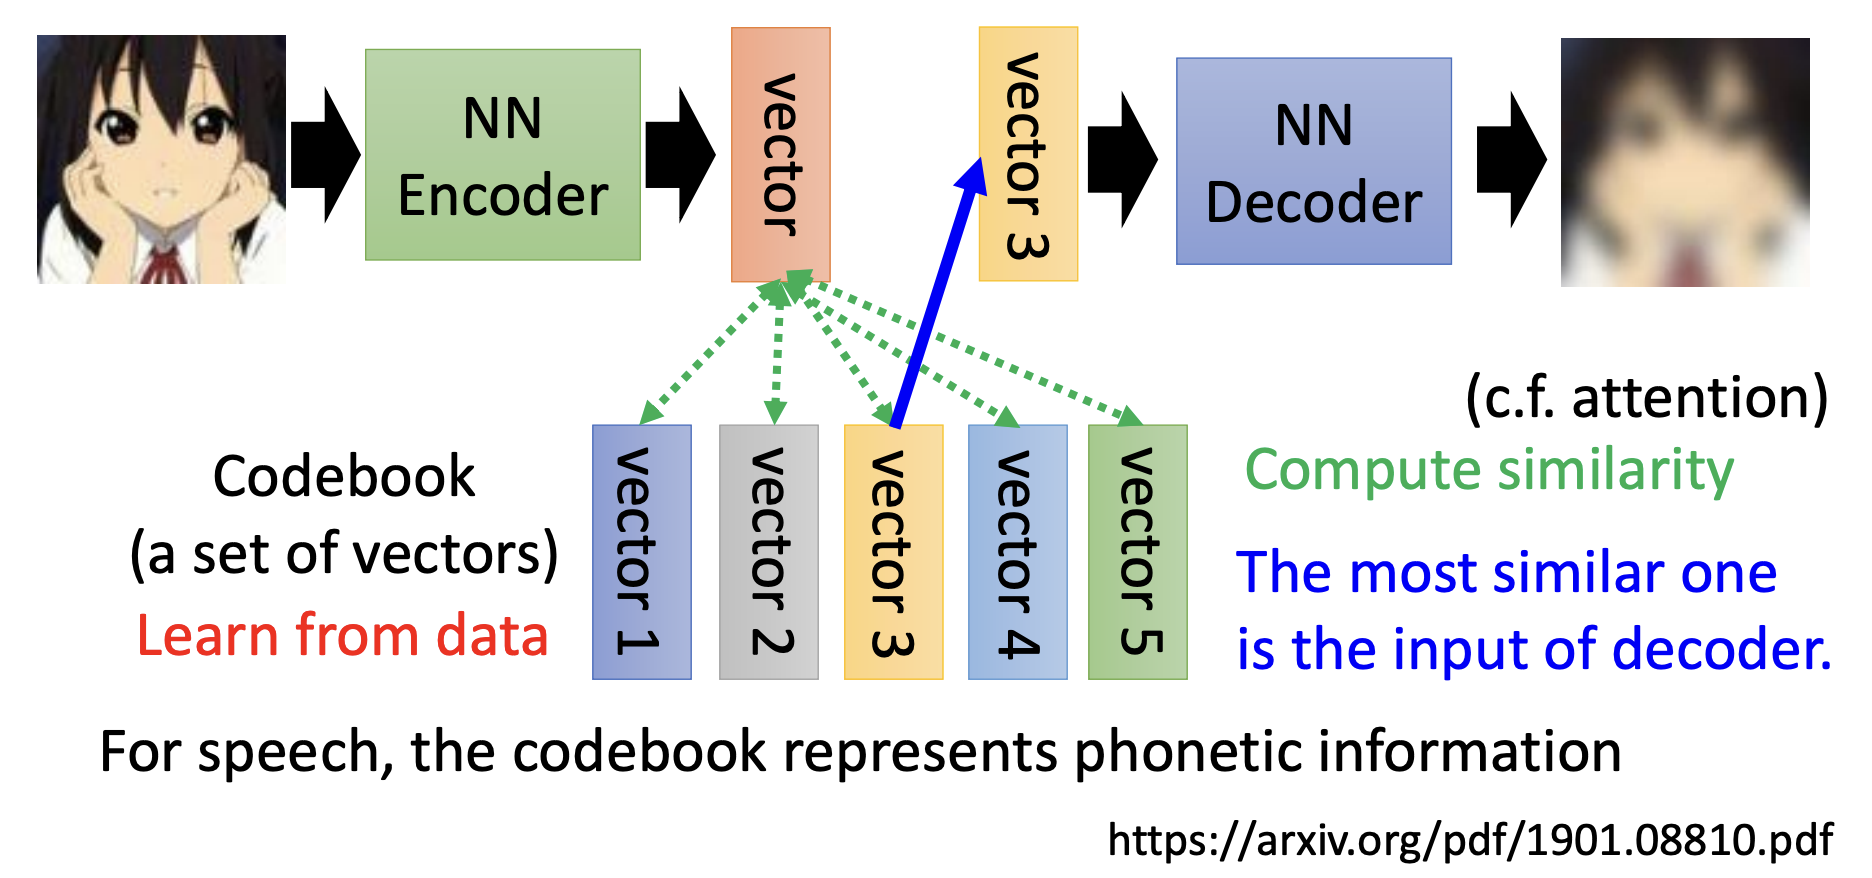 NN
Encoder
vector
vector 3
NN
Decoder
(c.f. attention)
Compute similarity
The most similar one
is the input of decoder.
Codebook
(a set of vectors)
Learn from data
vector 1
vector 2
vector 3
vector 4
vector 5
For speech, the codebook represents phonetic information
https://arxiv.org/pdf/1901.08810.pdf